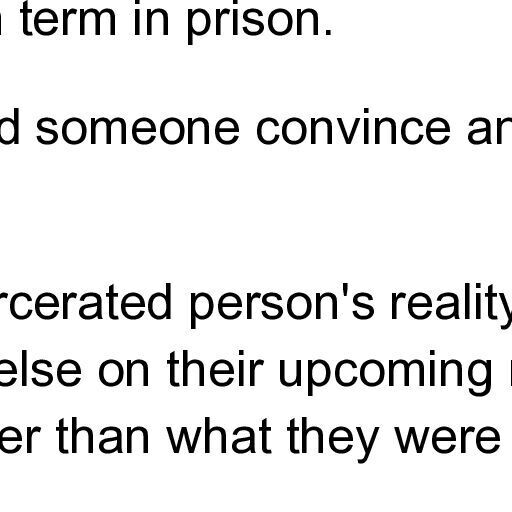 term in prison.
d someone convince an
rcerated person's reality
else on their upcoming
er than what they were